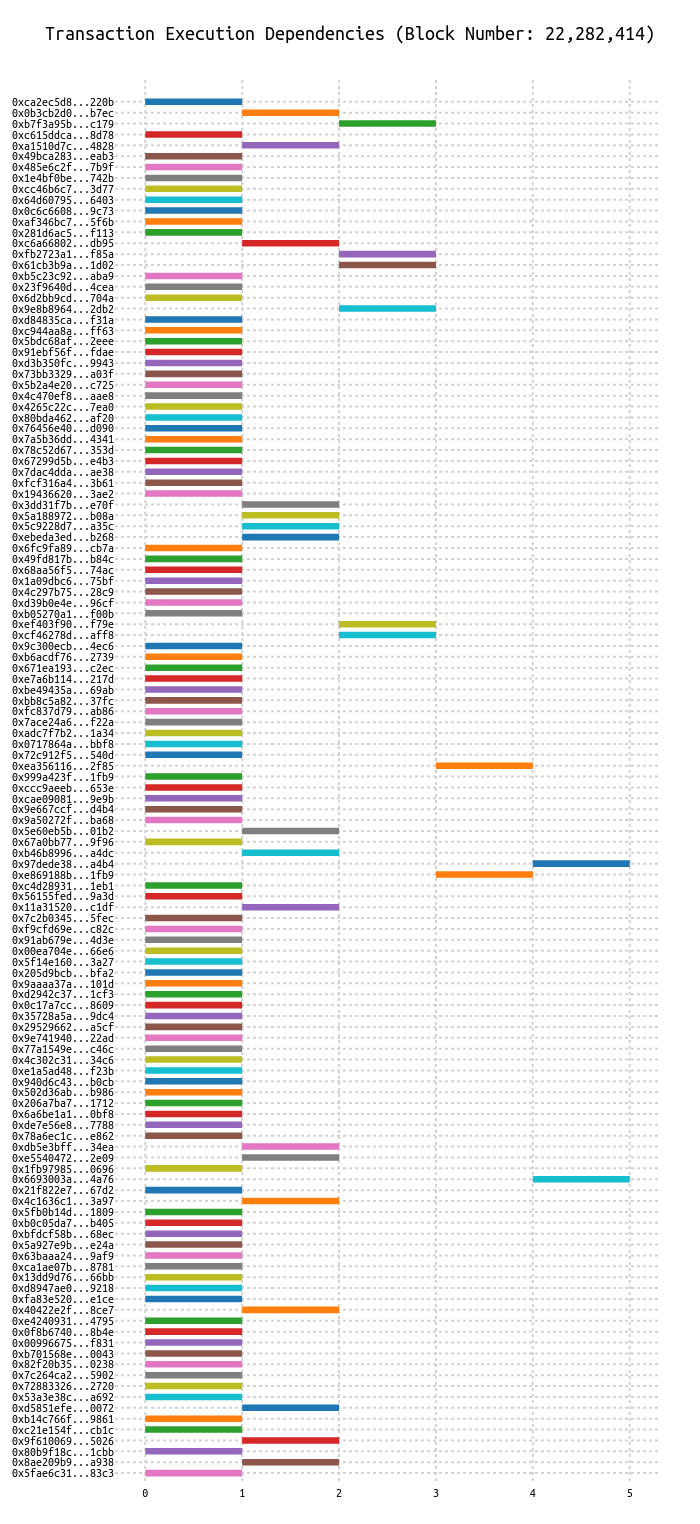 Transaction Execution Dependencies (Block Number: 22,282,414)
0xca2ec5d8...220b
0x0b3cb2d0...b7ec
0xb7f3a95b...c179
0xc615ddca...8d78
0xa1510d7c...4828
0x49bca283...eab3
0x485e6c2f...7b9f
0x1e4bf0be...742b
0xcc46b6c7...3d77
0x64d60795...6403
0x0c6c6608...9c73
0xaf346bc7...5f6b
0x281d6ac5...f113
0xc6a66802...db95
0xfb2723a1...f85a
0x61cb3b9a...1d02
0xb5c23c92...aba9
0x23f9640d...4cea
0x6d2bb9cd...704a
0x9e8b8964...2db2
0xd84835ca...f31a
0xc944aa8a...ff63
0x5bdc68af...2eee
0x91ebf56f...fdae
0xd3b350fc...9943
0x73bb3329...a03f
0x5b2a4e20...c725
0x4c470ef8...aae8
0x4265c22c...7ea0
0x80bda462...af20
0x76456e40...d090
0x7a5b36dd...4341
0x78c52d67...353d
0x67299d5b...e4b3
0x7dac4dda...ae38
0xfcf316a4...3b61
0x19436620...3ae2
0x3dd31f7b...e70f
0x5a188972...b08a
0x5c9228d7...a35c
0xebeda3ed...b268
0x6fc9fa89...cb7a
0x49fd817b...b84c
0x68aa56f5...74ac
0x1a09dbc6...75bf
0x4c297b75...28c9
0xd39b0e4e...96cf
0xb05270a1...f00b
0xef403f90...f79e
0xcf46278d...aff8
0x9c300ecb...4ec6
0xb6acdf76...2739
0x671ea193...c2ec
0xe7a6b114...217d
0xbe49435a...69ab
0xbb8c5a82...37fc
0xfc837d79...ab86
0x7ace24a6...f22a
0xadc7f7b2...1a34
0x0717864a...bbf8
0x72c912f5...540d
0xea356116...2f85
0x999a423f...1fb9
0xccc9aeeb...653e
0xcae09081...9e9b
0x9e667ccf...d4b4
0x9a50272f...ba68
0x5e60eb5b...01b2
0x67a0bb77...9f96
0xb46b8996...a4dc
0x97dede38...a4b4
0xe869188b...1fb9
0xc4d28931...1eb1
0x56155fed...9a3d
0x11a31520...c1df
0x7c2b0345...5fec
0xf9cfd69e...c82c
0x91ab679e...4d3e
0x00ea704e...66e6
0x5f14e160...3a27
0x205d9bcb...bfa2
0x9aaaa37a...101d
0xd2942c37...1cf3
0x0c17a7cc...8609
0x35728a5a...9dc4
0x29529662...a5cf
0x9e741940...22ad
0x77a1549e...c46c
0x4c302c31...34c6
0xe1a5ad48...f23b
0x940d6c43...b0cb
0x502d36ab...b986
0x206a7ba7...1712
0x6a6be1a1...0bf8
0xde7e56e8...7788
0x78a6ec1c...e862
0xdb5e3bff...34ea
0xe5540472...2e09
0x1fb97985...0696
0x6693003a...4a76
0x21f822e7...67d2
0x4c1636c1...3a97
0x5fb0b14d...1809
0xb0c05da7...b405
0xbfdcf58b...68ec
0x5a927e9b...e24a
0x63baaa24...9af9
0xca1ae07b...8781
0x13dd9d76...66bb
0xd8947ae0...9218
0xfa83e520...e1ce
0x40422e2f...8ce7
0xe4240931...4795
0x0f8b6740...8b4e
0x00996675...f831
0xb701568e...0043
0x82f20b35...0238
0x7c264ca2...5902
0x72883326...2720
0x53a3e38c...a692
0xd5851efe...0072
0xb14c766f...9861
0xc21e154f...cb1c
0x9f610069...5026
0x80b9f18c...1cbb
0x8ae209b9...a938
0x5fae6c31...83c3
0 1 2 3 4 5